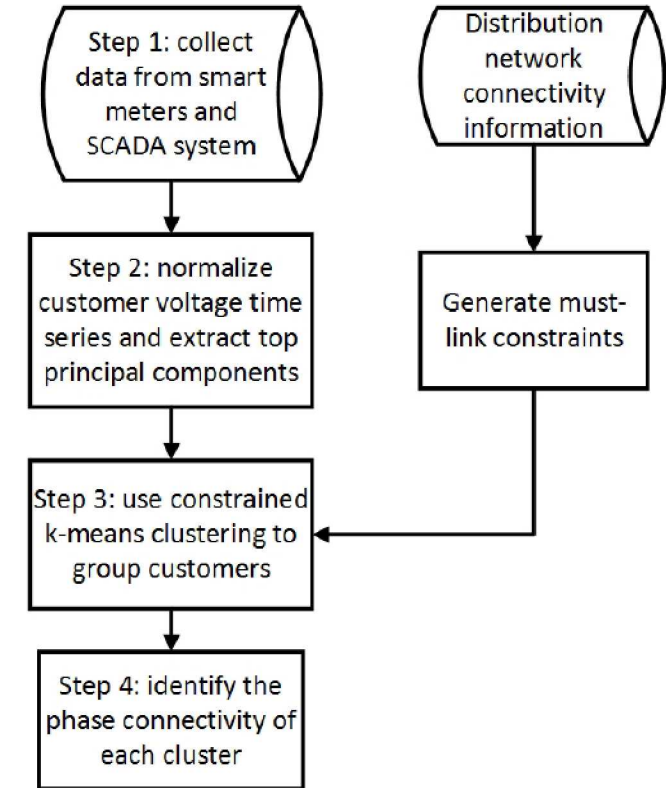 Step 1: collect
data from smart
meters and
SCADA system
Distribution
network
connectivity
information
Step 2: normalize
customer voltage time
series and extract top
principal components
Generate must-
link constraints
Step 3: use constrained
k-means clustering to
group customers
Step 4: identify the
phase connectivity of
each cluster